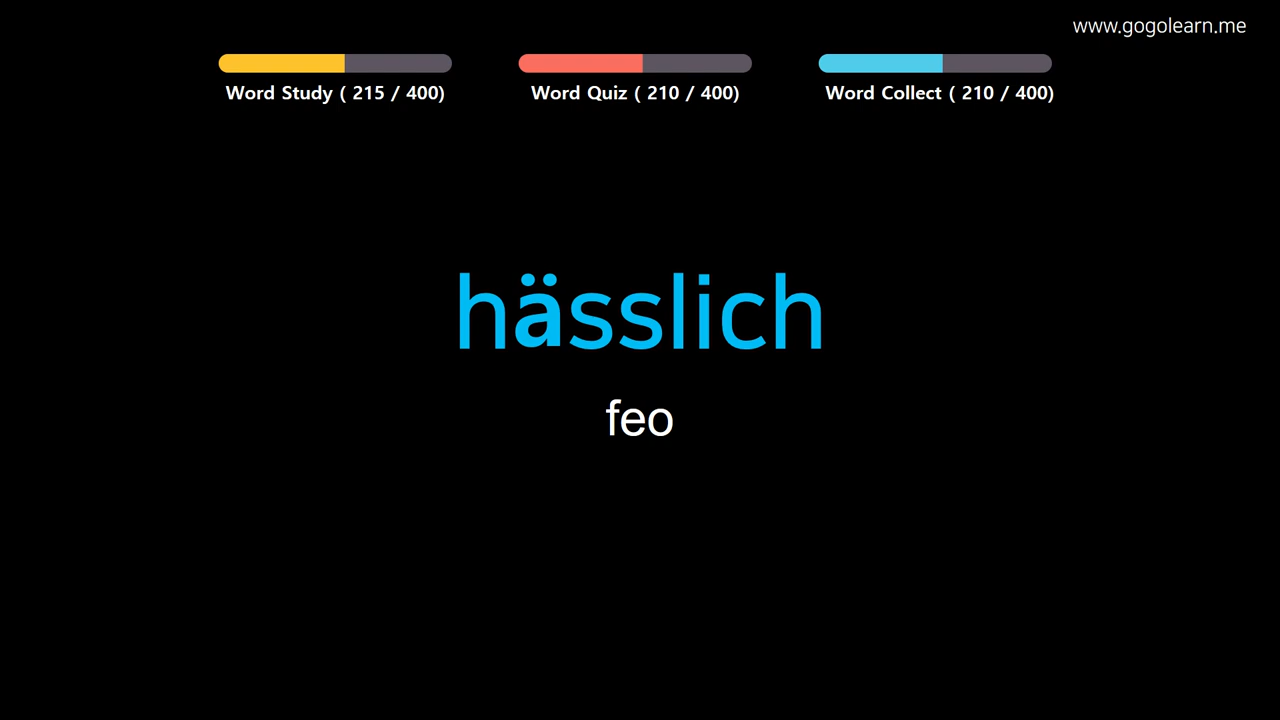 www.gogolearn.me
Word Study ( 215 / 400)
Word Quiz ( 210 / 400)
Word Collect ( 210 / 400)
hässlich
feo